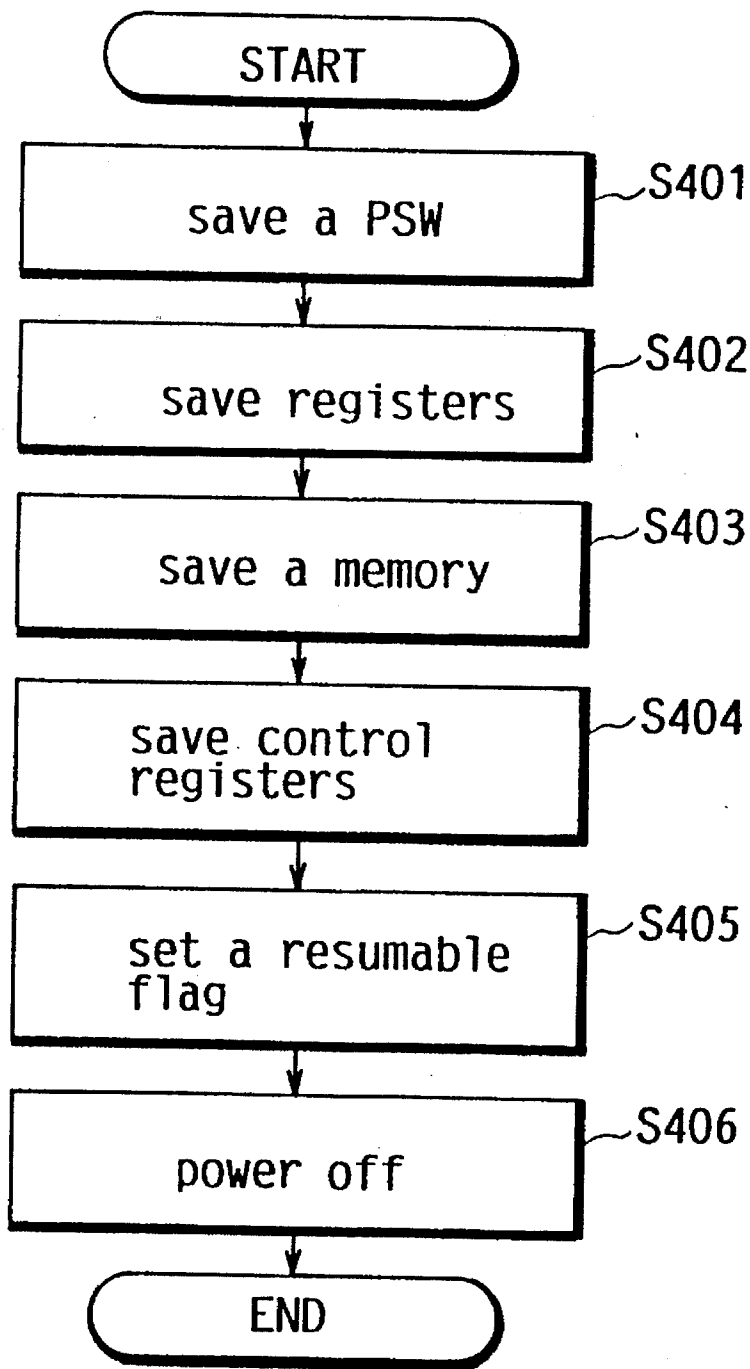 START
save a PSW
S401
save registers
S402
save a memory
S403
save control
registers
S404
set a resumable
flag
S405
power off
S406
END